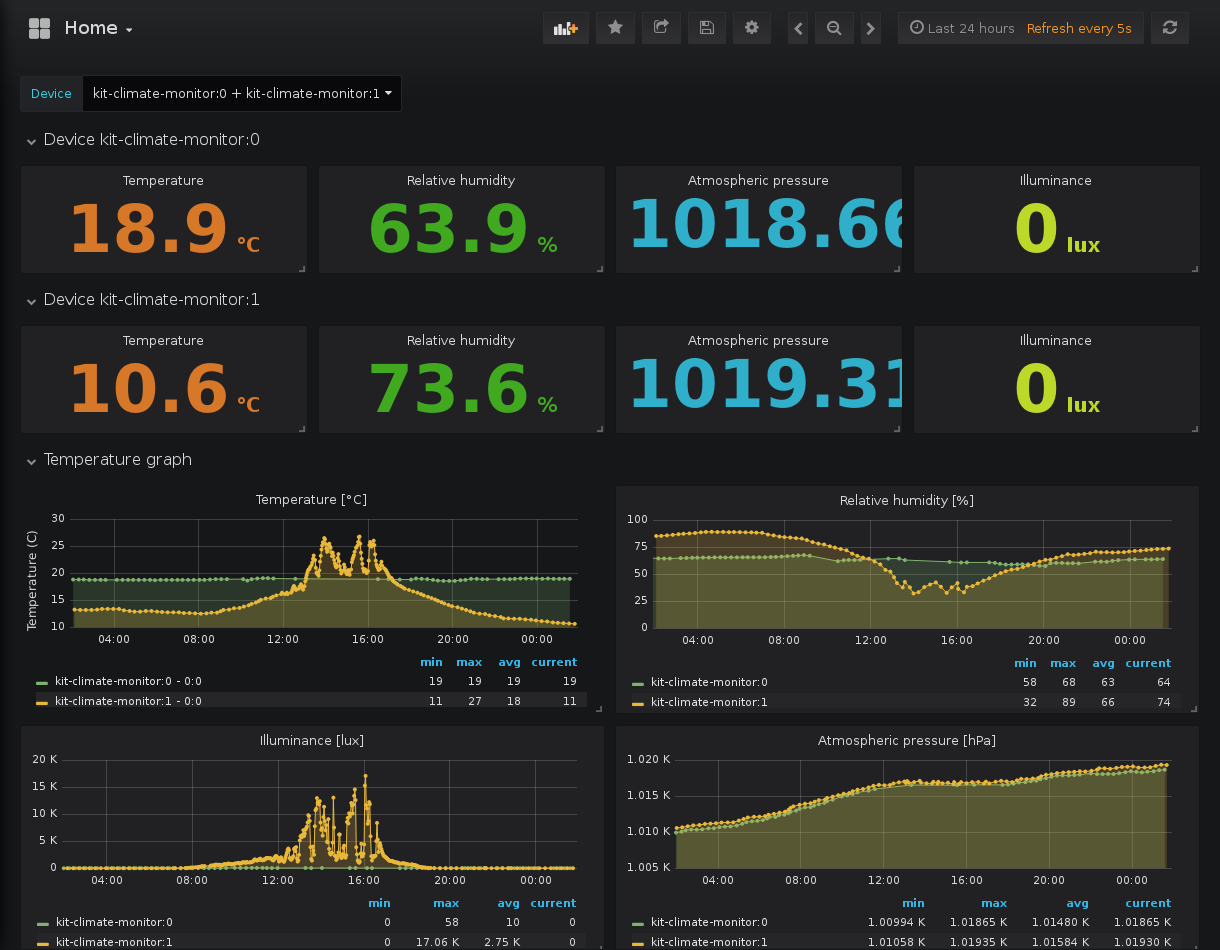 Home
Last 24 hours Refresh every 5s
Device kit-climate-monitor:0 + kit-climate-monitor:1
Device kit-climate-monitor:0
Temperature Relative humidity Atmospheric pressure Illuminance
18.9 °C 63.9 % 1018.66 0 lux
Device kit-climate-monitor:1
Temperature Relative humidity Atmospheric pressure Illuminance
10.6 °C 73.6 % 1019.31 0 lux
Temperature graph
Temperature [°C]
Temperature (C)
30
25
20
15
10
04:00 08:00 12:00 16:00 20:00 00:00
min max avg current
kit-climate-monitor:0 - 0:0 19 19 19 19
kit-climate-monitor:1 - 0:0 11 27 18 11
Relative humidity [%]
100
75
50
25
0
04:00 08:00 12:00 16:00 20:00 00:00
min max avg current
kit-climate-monitor:0 58 68 63 64
kit-climate-monitor:1 32 89 66 74
Illuminance [lux]
20 K
15 K
10 K
5 K
0
04:00 08:00 12:00 16:00 20:00 00:00
min max avg current
kit-climate-monitor:0 0 58 10 0
kit-climate-monitor:1 0 17.06 K 2.75 K 0
Atmospheric pressure [hPa]
1.020 K
1.015 K
1.010 K
1.005 K
04:00 08:00 12:00 16:00 20:00 00:00
min max avg current
kit-climate-monitor:0 1.00994 K 1.01865 K 1.01480 K 1.01865 K
kit-climate-monitor:1 1.01058 K 1.01935 K 1.01584 K 1.01930 K